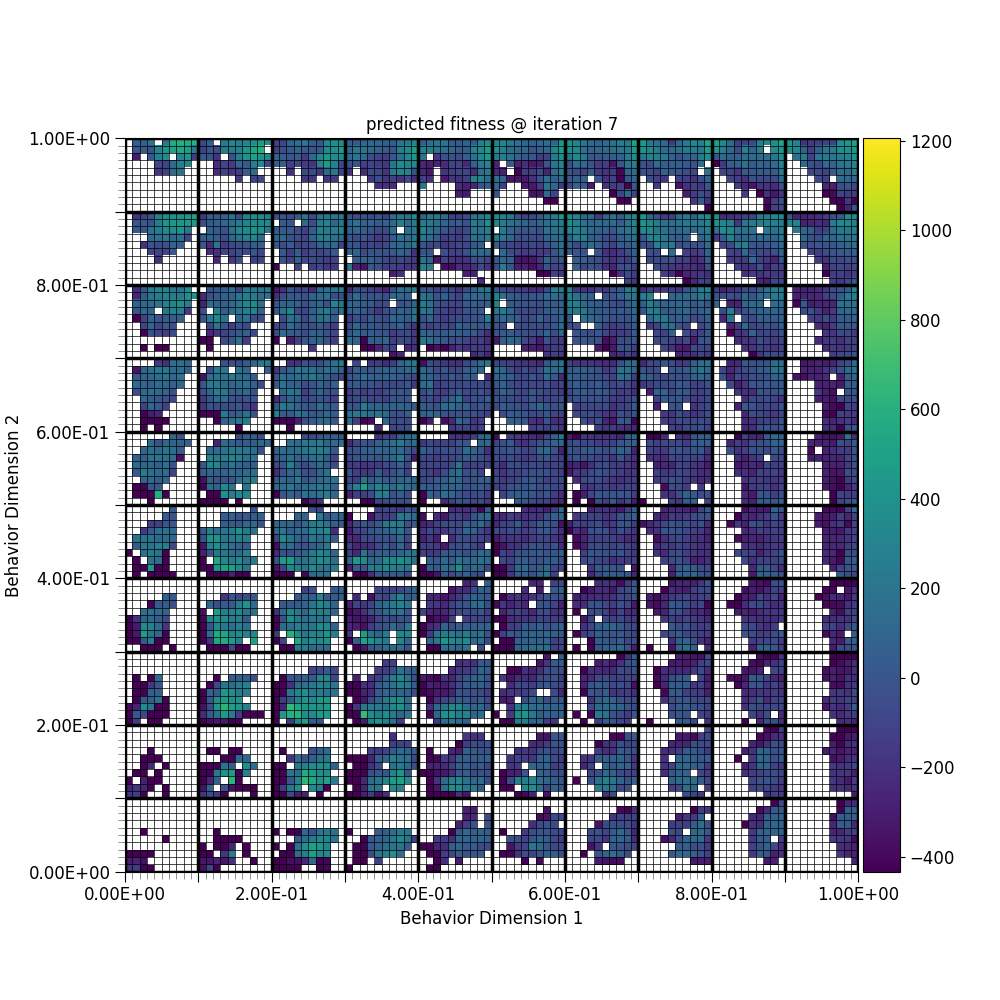 predicted fitness @ iteration 7
1.00E+00
8.00E-01
6.00E-01
4.00E-01
2.00E-01
0.00E+00
Behavior Dimension 2
0.00E+00 2.00E-01 4.00E-01 6.00E-01 8.00E-01 1.00E+00
Behavior Dimension 1
1200
1000
800
600
400
200
0
−200
−400